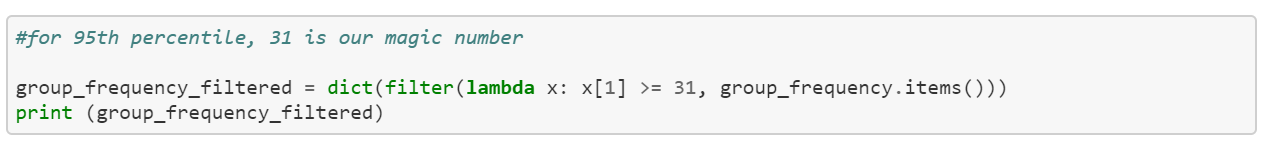 #for 95th percentile, 31 is our magic number
group_frequency_filtered = dict(filter(lambda x: x[1] >= 31, group_frequency.items()))
print (group_frequency_filtered)